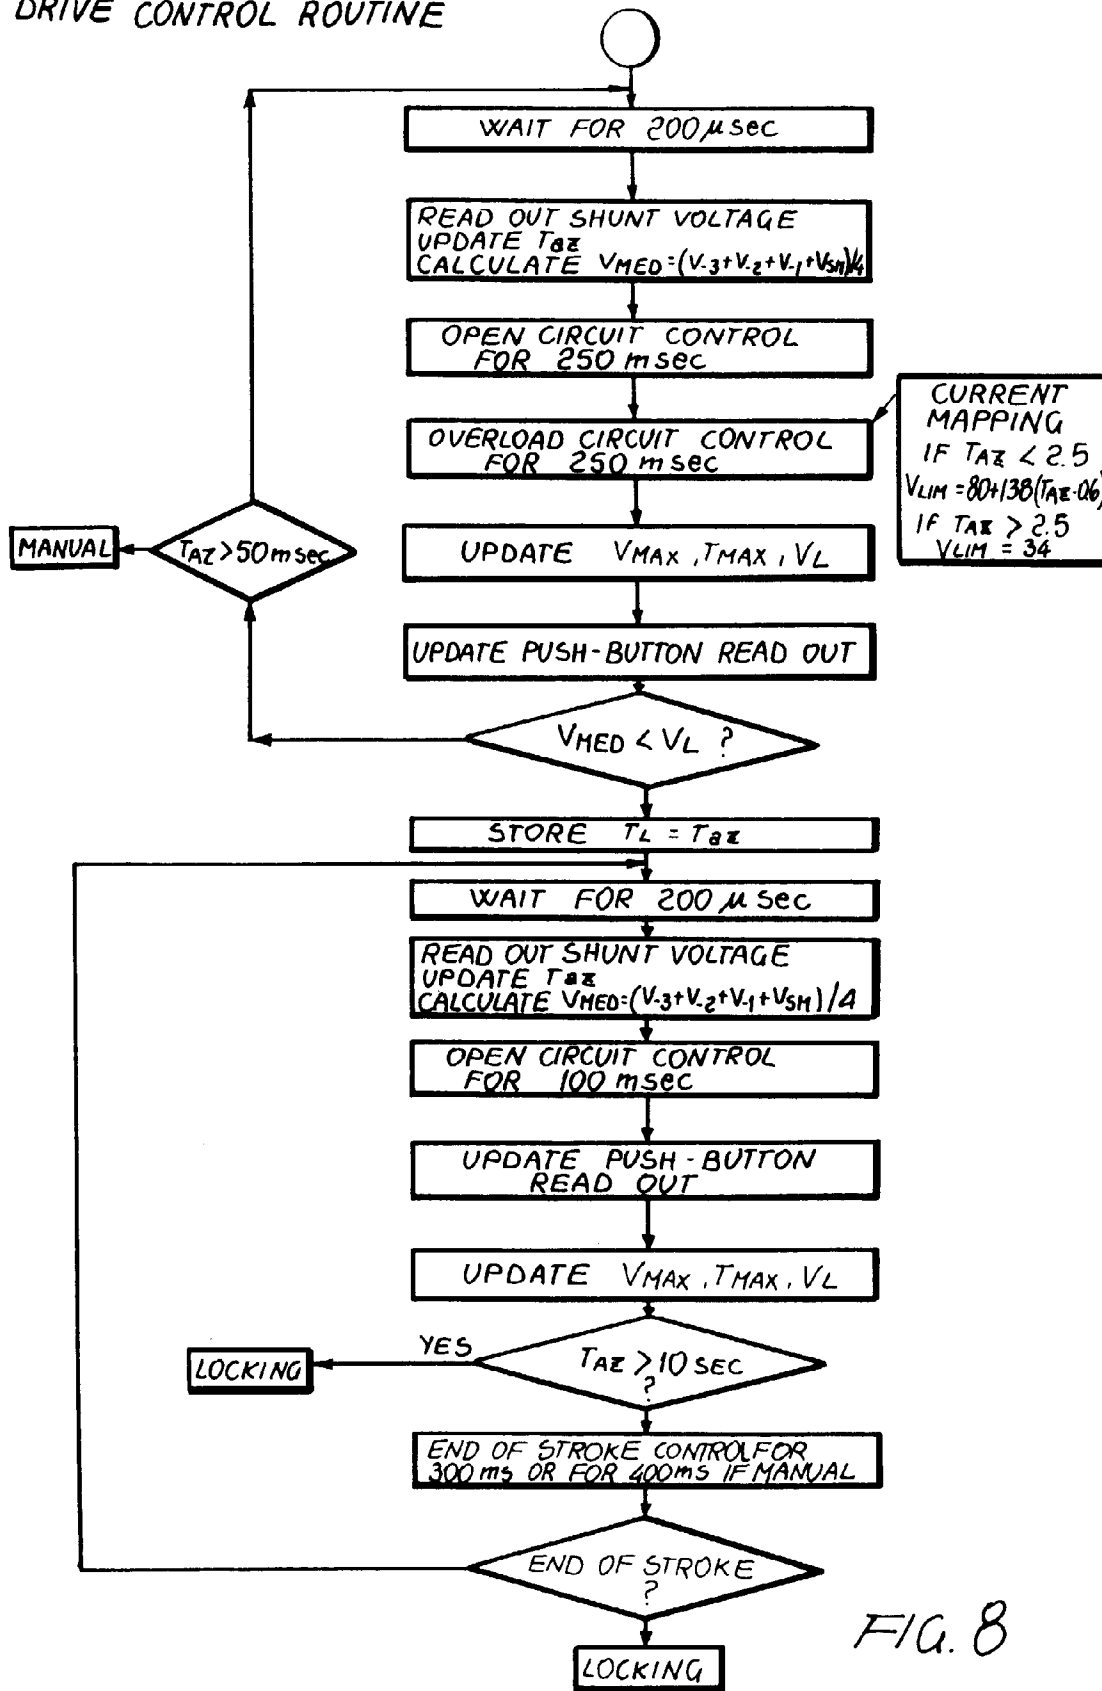 DRIVE CONTROL ROUTINE
WAIT FOR 200 μsec
READ OUT SHUNT VOLTAGE
UPDATE Taz
CALCULATE VMED=(V-3+V-2+V-1+VSH)/4
OPEN CIRCUIT CONTROL
FOR 250 msec
OVERLOAD CIRCUIT CONTROL
FOR 250 msec
CURRENT
MAPPING
IF TAZ < 2.5
VLIM = 80+138(TAZ-0.6)
IF TAZ > 2.5
VLIM = 34
MANUAL
TAZ > 50 msec
UPDATE VMAX, TMAX, VL
UPDATE PUSH-BUTTON READ OUT
VMED < VL ?
STORE TL = Taz
WAIT FOR 200 μ sec
READ OUT SHUNT VOLTAGE
UPDATE Taz
CALCULATE VMED=(V-3+V-2+V-1+VSH)/4
OPEN CIRCUIT CONTROL
FOR 100 msec
UPDATE PUSH-BUTTON
READ OUT
UPDATE VMAX, TMAX, VL
YES
LOCKING
TAZ > 10 SEC
?
END OF STROKE CONTROL FOR
300 ms OR FOR 400 ms IF MANUAL
END OF STROKE
?
LOCKING
FIG. 8